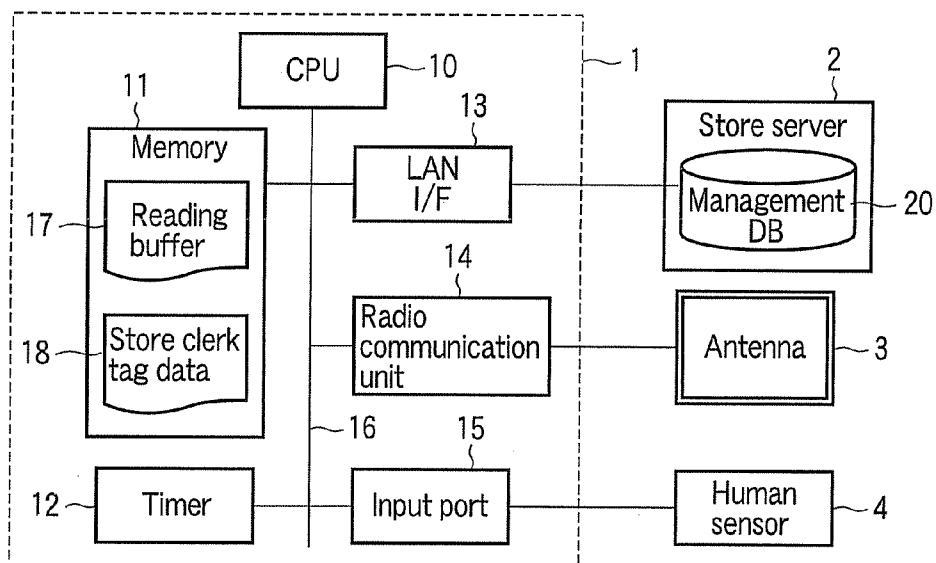 CPU
10
1
11
Memory
13
LAN
I/F
2
Store server
Management
DB
20
17
Reading
buffer
14
Radio
communication
unit
Antenna
3
18
Store clerk
tag data
16
15
12
Timer
Input port
Human
sensor
4